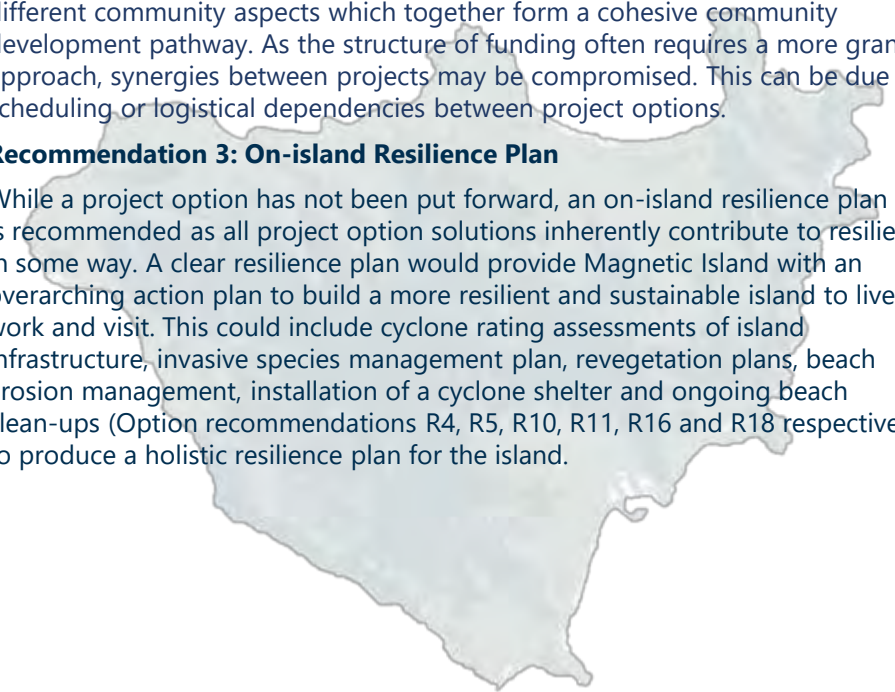 different community aspects which together form a cohesive community
development pathway. As the structure of funding often requires a more gran
approach, synergies between projects may be compromised. This can be due
scheduling or logistical dependencies between project options.
Recommendation 3: On-island Resilience Plan
While a project option has not been put forward, an on-island resilience plan
s recommended as all project option solutions inherently contribute to resilie
n some way. A clear resilience plan would provide Magnetic Island with an
overarching action plan to build a more resilient and sustainable island to live
work and visit. This could include cyclone rating assessments of island
nfrastructure, invasive species management plan, revegetation plans, beach
erosion management, installation of a cyclone shelter and ongoing beach
lean-ups (Option recommendations R4, R5, R10, R11, R16 and R18 respective
o produce a holistic resilience plan for the island.